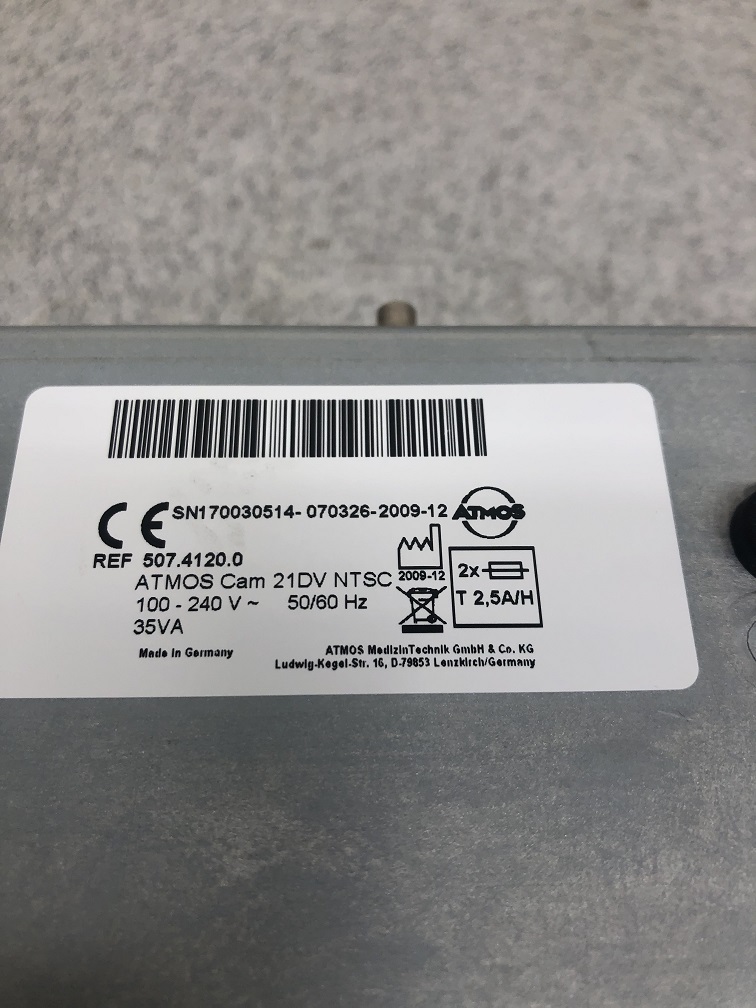 CE SN170030514- 070326-2009-12 ATMOS
REF 507.4120.0
ATMOS Cam 21DV NTSC 2009-12
100 - 240 V ~ 50/60 Hz
35VA
2x
T 2,5A/H
Made in Germany
ATMOS MedizinTechnik GmbH & Co. KG
Ludwig-Kegel-Str. 16, D-79853 Lenzkirch/Germany